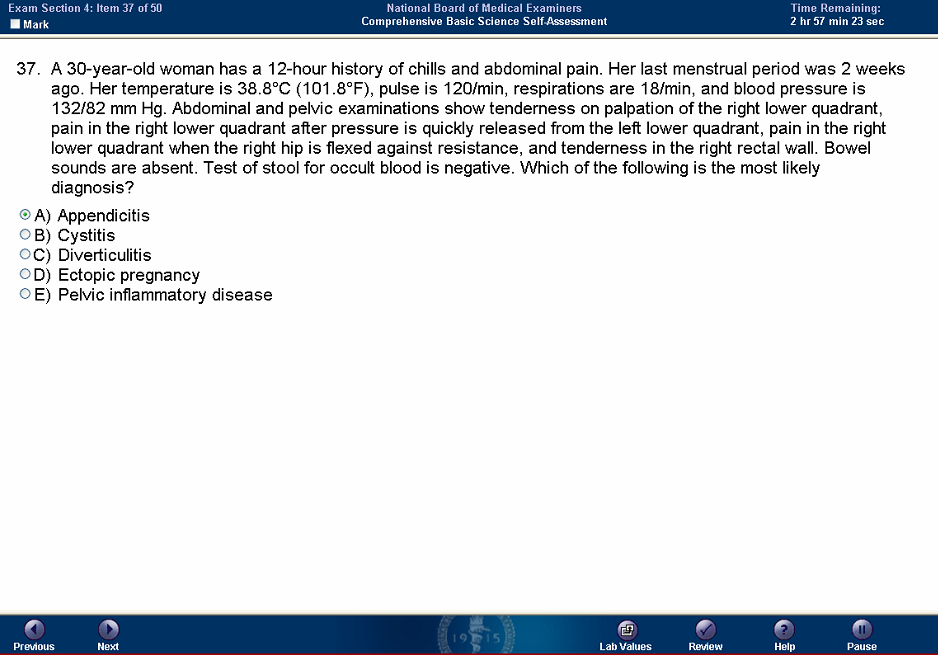 Exam Section 4: Item 37 of 50
National Board of Medical Examiners
Time Remaining:
Mark
Comprehensive Basic Science Self-Assessment
2 hr 57 min 23 sec
37. A 30-year-old woman has a 12-hour history of chills and abdominal pain. Her last menstrual period was 2 weeks
ago. Her temperature is 38.8°C (101.8°F), pulse is 120/min, respirations are 18/min, and blood pressure is
132/82 mm Hg. Abdominal and pelvic examinations show tenderness on palpation of the right lower quadrant,
pain in the right lower quadrant after pressure is quickly released from the left lower quadrant, pain in the right
lower quadrant when the right hip is flexed against resistance, and tenderness in the right rectal wall. Bowel
sounds are absent. Test of stool for occult blood is negative. Which of the following is the most likely
diagnosis?
A) Appendicitis
B) Cystitis
C) Diverticulitis
D) Ectopic pregnancy
E) Pelvic inflammatory disease
1915
Previous
Next
Lab Values
Review
Help
Pause